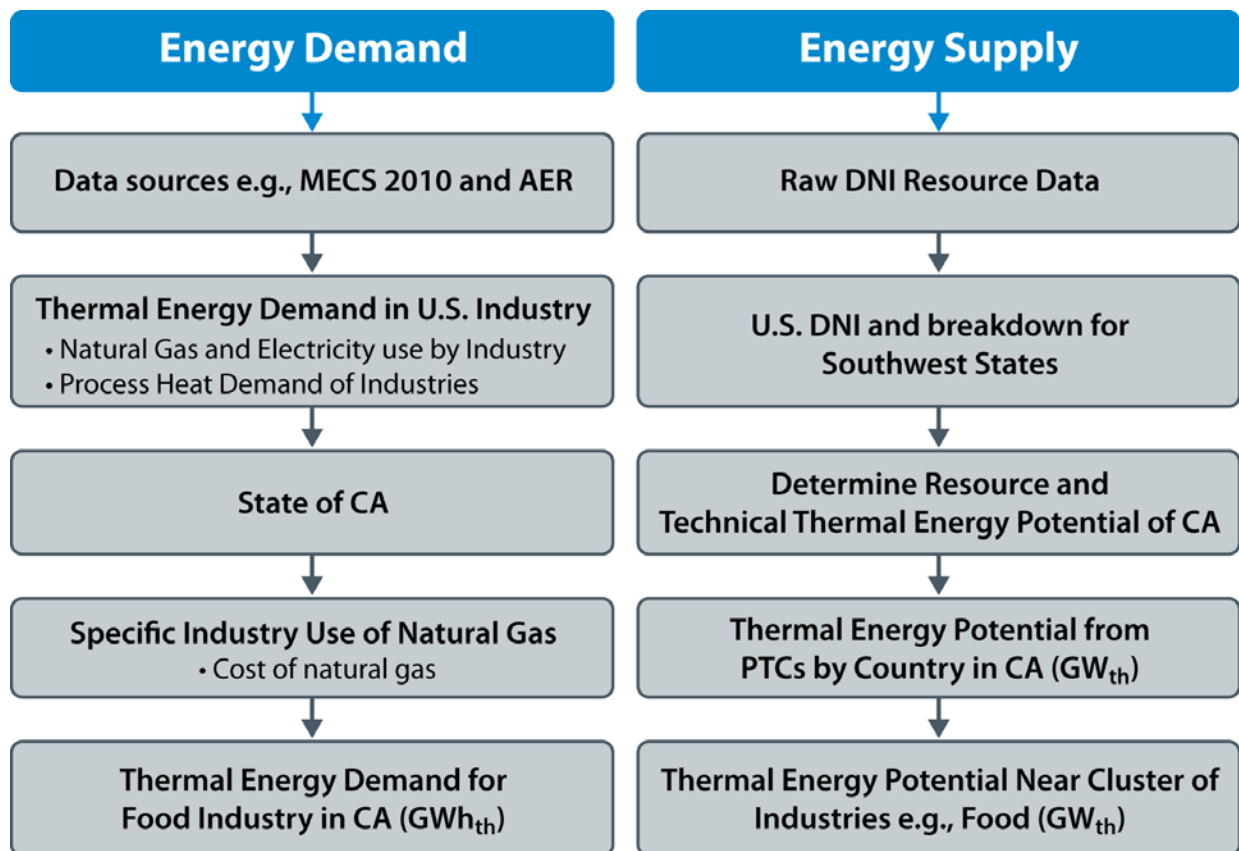 Energy Demand
Data sources e.g., MECS 2010 and AER
Thermal Energy Demand in U.S. Industry
• Natural Gas and Electricity use by Industry
• Process Heat Demand of Industries
State of CA
Specific Industry Use of Natural Gas
• Cost of natural gas
Thermal Energy Demand for
Food Industry in CA (GWhth)
Energy Supply
Raw DNI Resource Data
U.S. DNI and breakdown for
Southwest States
Determine Resource and
Technical Thermal Energy Potential of CA
Thermal Energy Potential from
PTCs by Country in CA (GWth)
Thermal Energy Potential Near Cluster of
Industries e.g., Food (GWth)